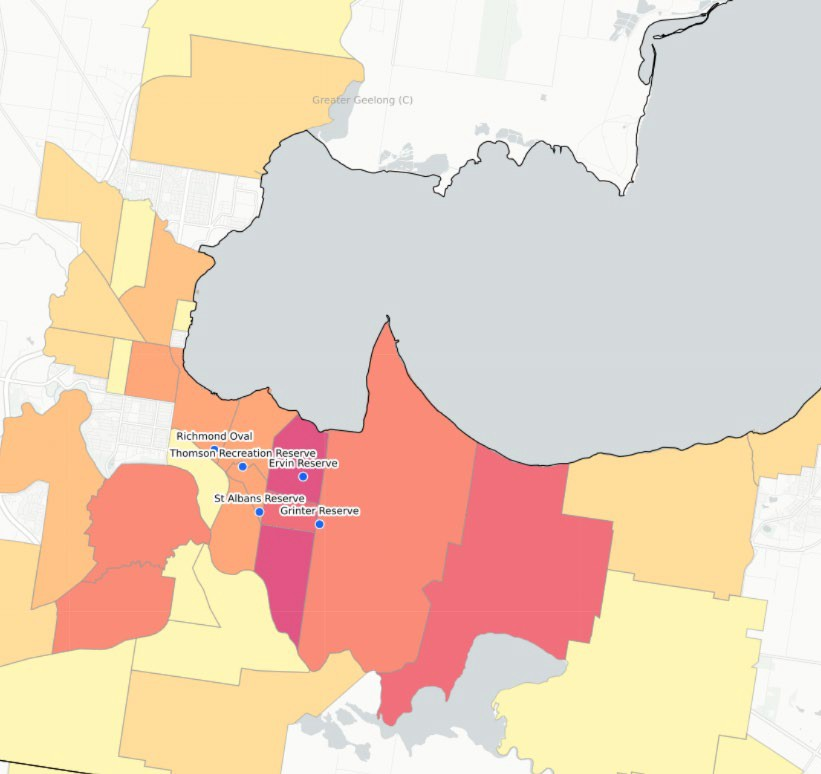 Greater Geelong (C)
Richmond Oval
Thomson Recreation Reserve
Ervin Reserve
St Albans Reserve
Grinter Reserve